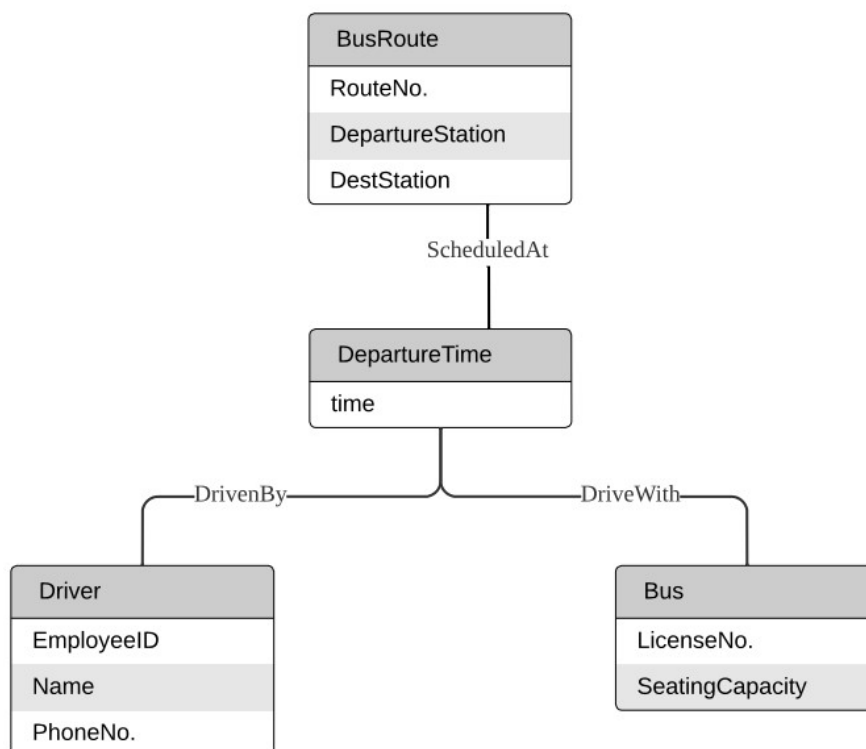 BusRoute
RouteNo.
DepartureStation
DestStation
ScheduledAt
DepartureTime
time
DrivenBy
DriveWith
Driver
EmployeeID
Name
PhoneNo.
Bus
LicenseNo.
SeatingCapacity